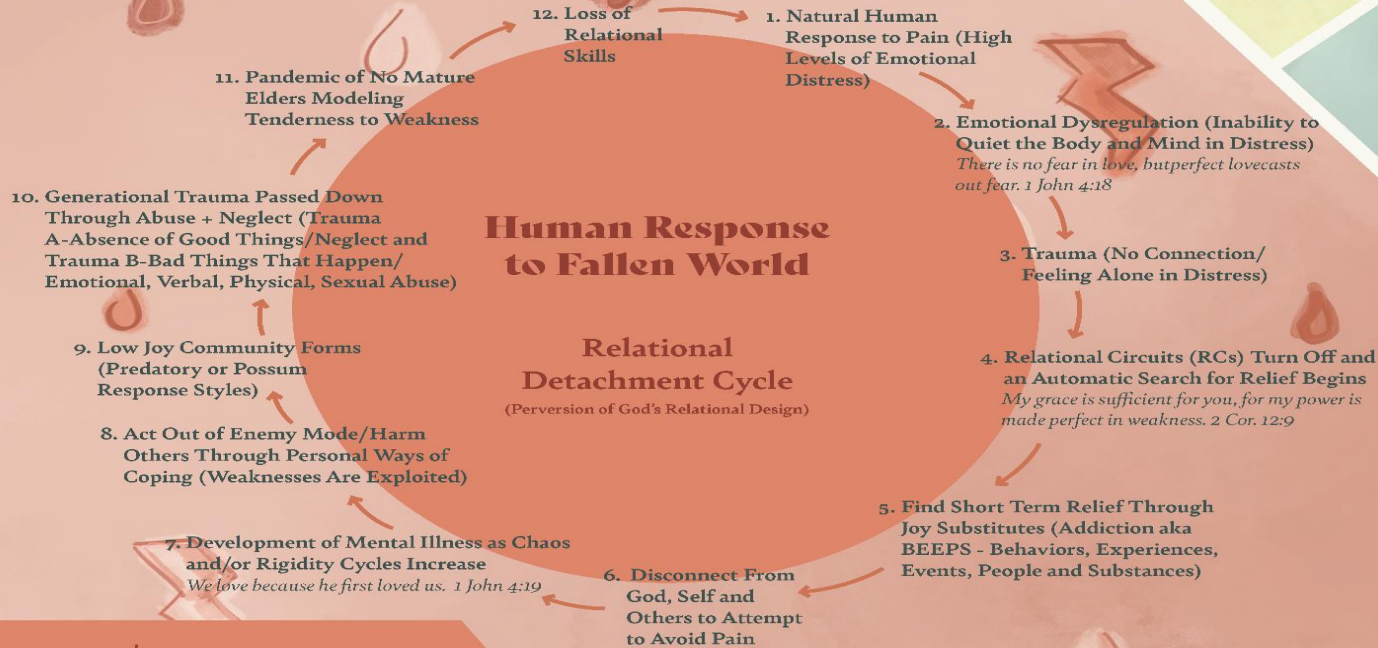 Human Response
to Fallen World
Relational
Detachment Cycle
(Perversion of God's Relational Design)
1. Natural Human
Response to Pain (High
Levels of Emotional
Distress)
2. Emotional Dysregulation (Inability to
Quiet the Body and Mind in Distress)
There is no fear in love, butperfect lovecasts
out fear. 1 John 4:18
3. Trauma (No Connection/
Feeling Alone in Distress)
4. Relational Circuits (RCs) Turn Off and
an Automatic Search for Relief Begins
My grace is sufficient for you, for my power is
made perfect in weakness. 2 Cor. 12:9
5. Find Short Term Relief Through
Joy Substitutes (Addiction aka
BEEPS - Behaviors, Experiences,
Events, People and Substances)
6. Disconnect From
God, Self and
Others to Attempt
to Avoid Pain
7. Development of Mental Illness as Chaos
and/or Rigidity Cycles Increase
We love because he first loved us. 1 John 4:19
8. Act Out of Enemy Mode/Harm
Others Through Personal Ways of
Coping (Weaknesses Are Exploited)
9. Low Joy Community Forms
(Predatory or Possum
Response Styles)
10. Generational Trauma Passed Down
Through Abuse + Neglect (Trauma
A-Absence of Good Things/Neglect and
Trauma B-Bad Things That Happen/
Emotional, Verbal, Physical, Sexual Abuse)
11. Pandemic of No Mature
Elders Modeling
Tenderness to Weakness
12. Loss of
Relational
Skills